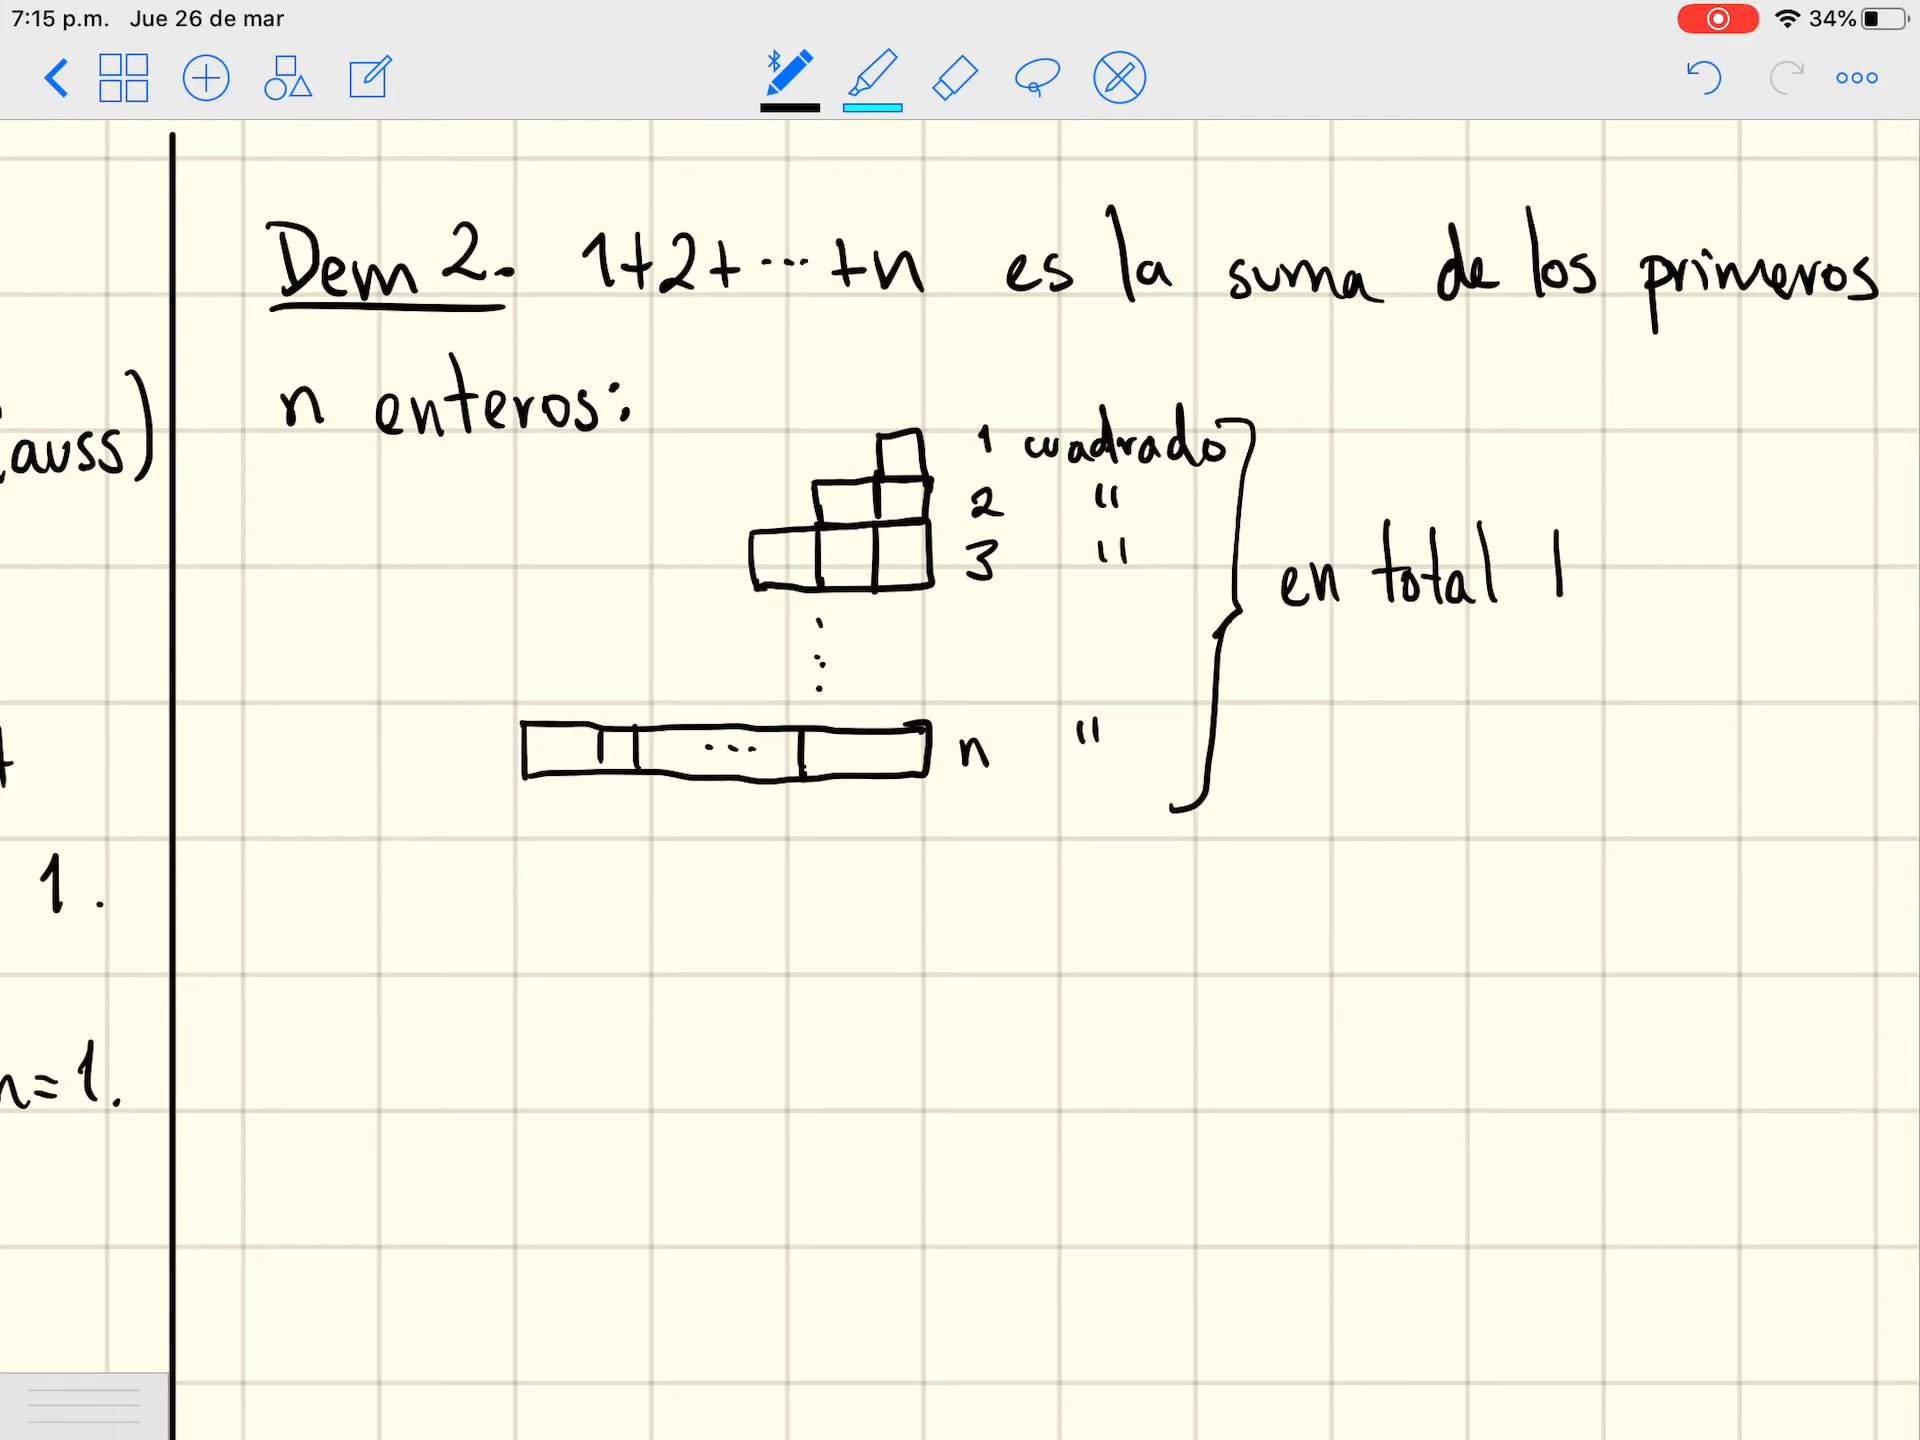 7:15 p.m. Jue 26 de mar
34%
Dem 2. 1+2+ ... +n es la suma de los primeros
n enteros:
auss)
1 cuadrado
2 "
3 "
en total 1
⋮
... n "
1.
n=1.